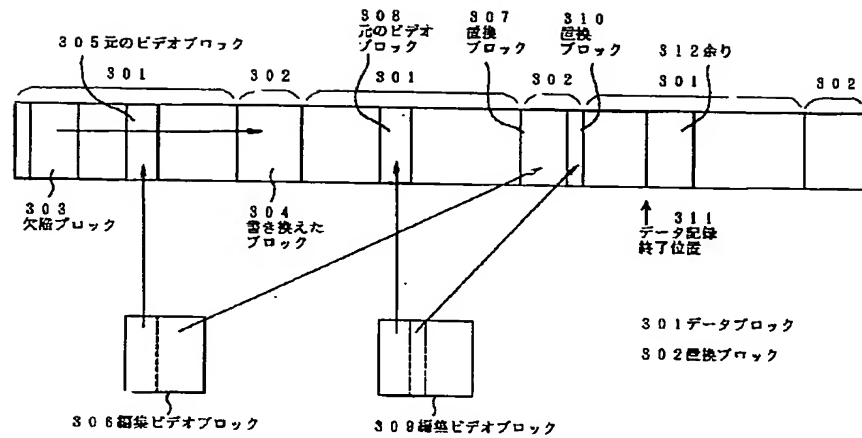 305元のビデオブロック
301
302
308
元のビデオ
ブロック
301
307
置換
ブロック
302
310
置換
ブロック
312余り
301
302
303
欠陥ブロック
304
書き換えた
ブロック
311
データ記録
終了位置
306編集ビデオブロック
309編集ビデオブロック
301データブロック
302置換ブロック